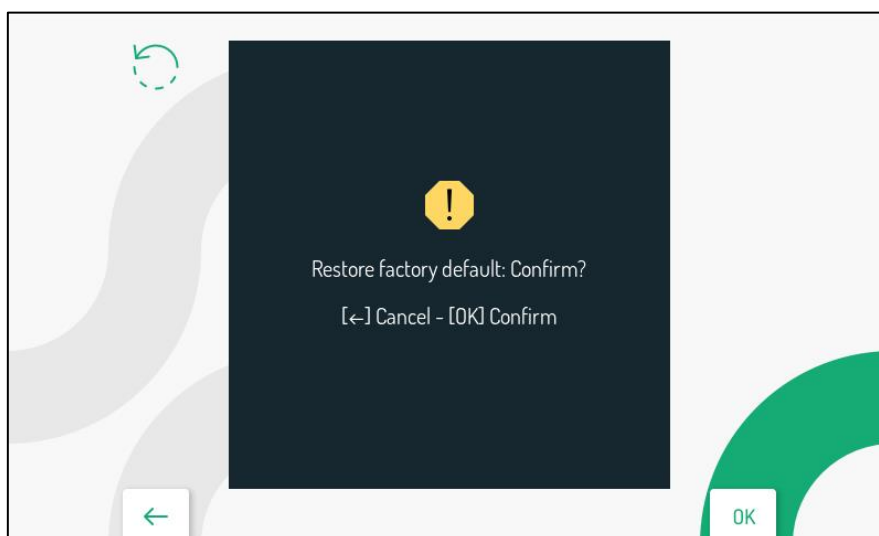 !
Restore factory default: Confirm?
[←] Cancel - [OK] Confirm
←
OK